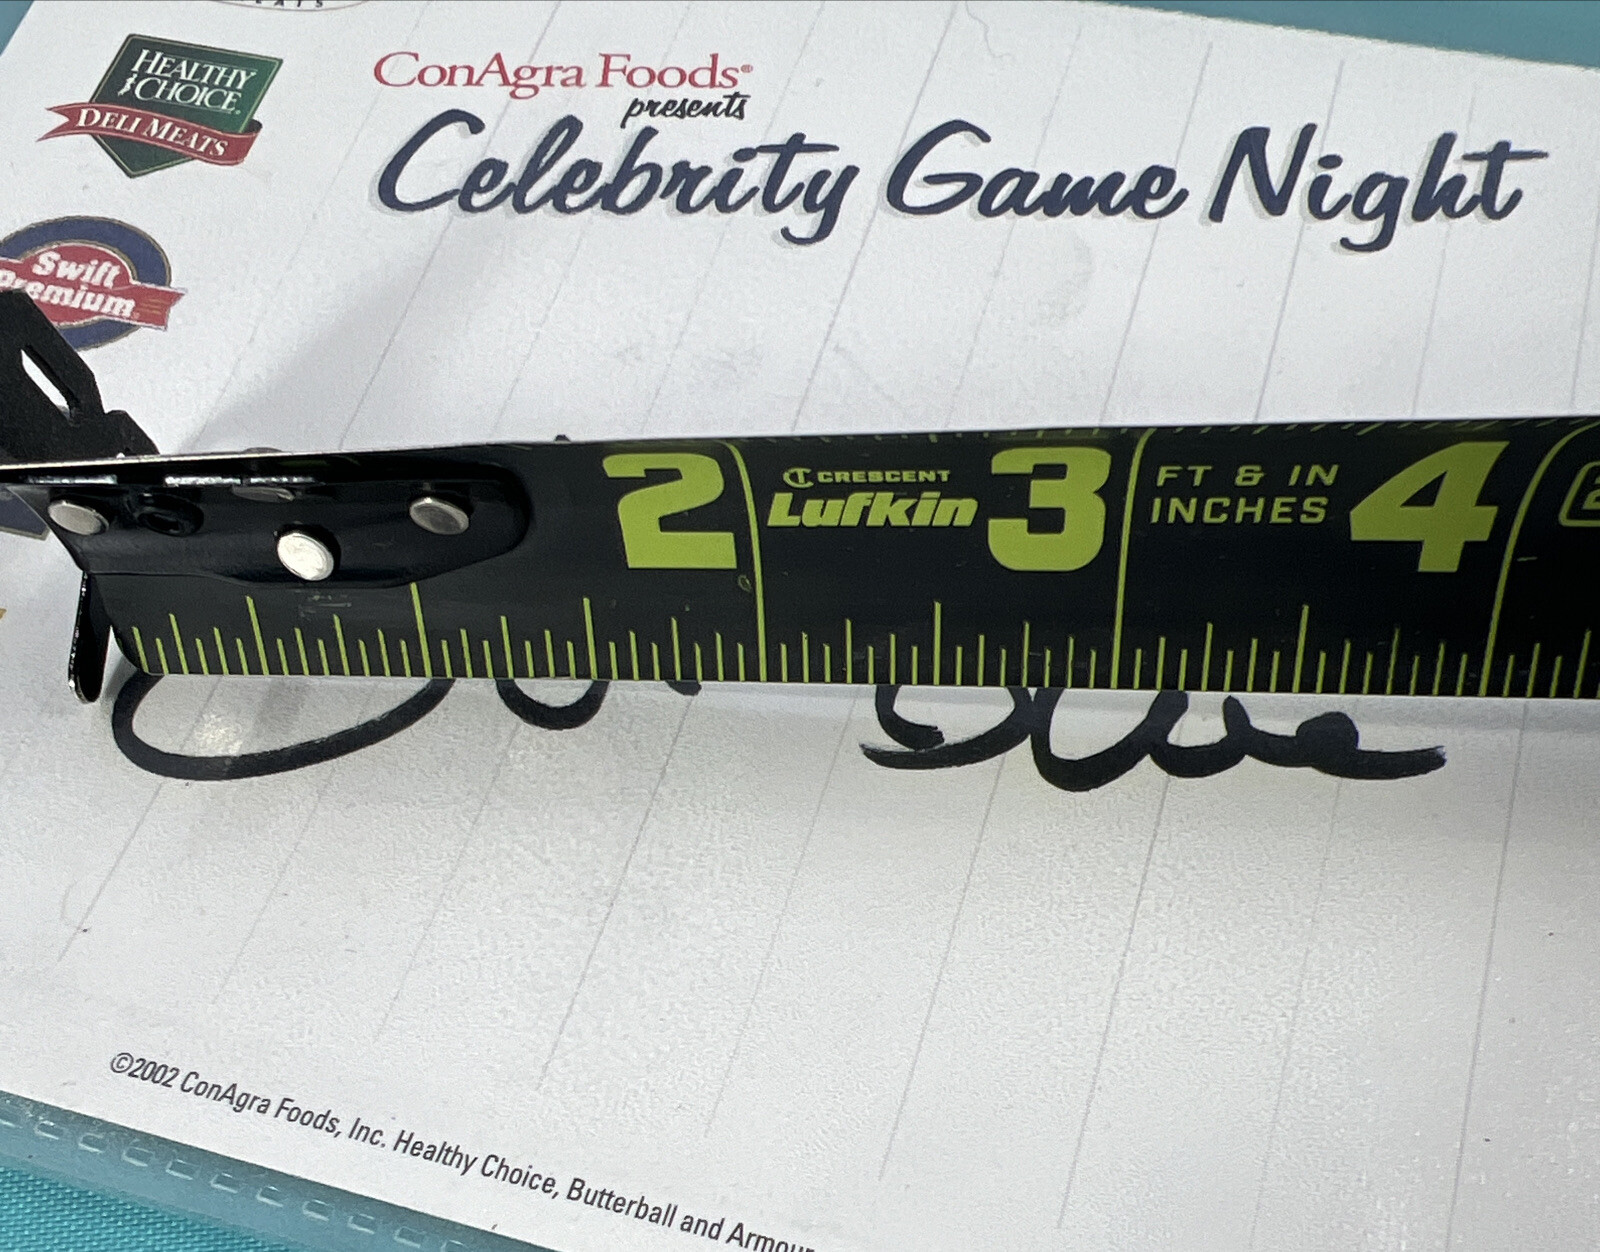 EATS
HEALTHY
CHOICE®
DELI MEATS
ConAgra Foods®
presents
Celebrity Game Night
Swift
Premium®
2
CRESCENT
Lufkin
3
FT & IN
INCHES
4
©2002 ConAgra Foods, Inc. Healthy Choice, Butterball and Armour